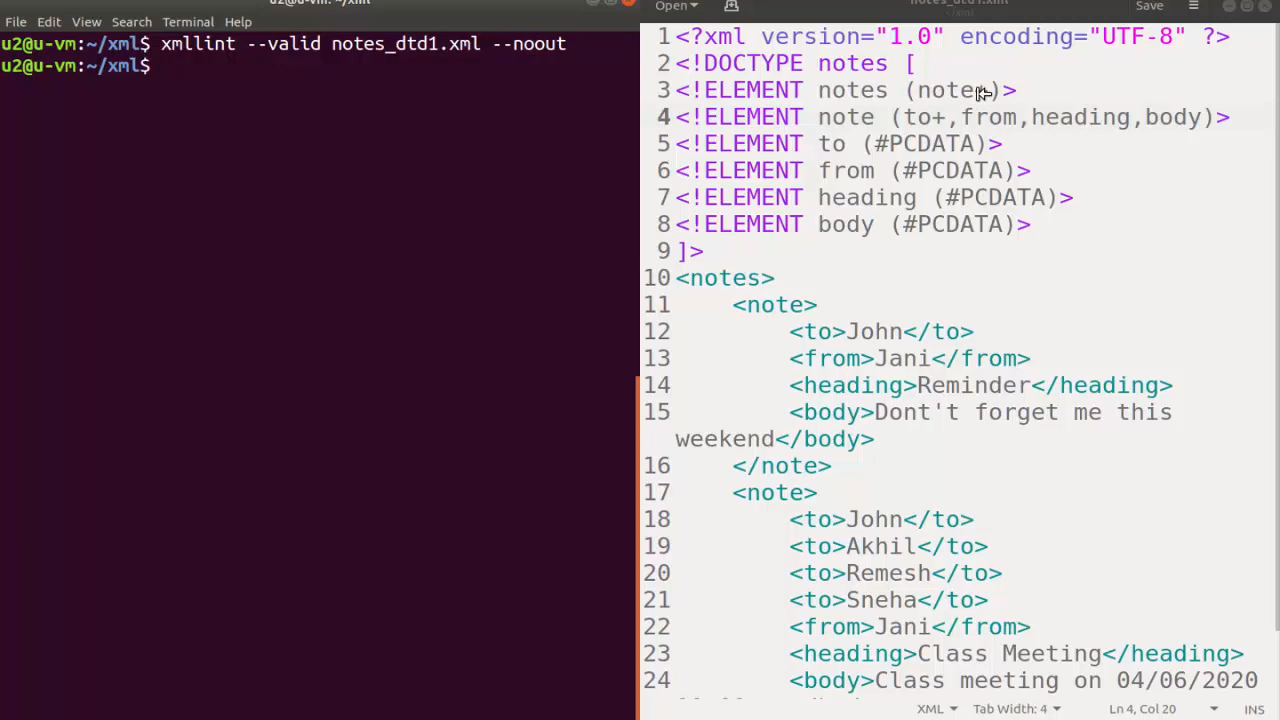 File Edit View Search Terminal Help
u2@u-vm:~/xml$ xmllint --valid notes_dtd1.xml --noout
u2@u-vm:~/xml$
Open Save
1 <?xml version="1.0" encoding="UTF-8" ?>
2 <!DOCTYPE notes [
3 <!ELEMENT notes (note )>
4 <!ELEMENT note (to+,from,heading,body)>
5 <!ELEMENT to (#PCDATA)>
6 <!ELEMENT from (#PCDATA)>
7 <!ELEMENT heading (#PCDATA)>
8 <!ELEMENT body (#PCDATA)>
9 ]>
10 <notes>
11 <note>
12 <to>John</to>
13 <from>Jani</from>
14 <heading>Reminder</heading>
15 <body>Dont't forget me this
weekend</body>
16 </note>
17 <note>
18 <to>John</to>
19 <to>Akhil</to>
20 <to>Remesh</to>
21 <to>Sneha</to>
22 <from>Jani</from>
23 <heading>Class Meeting</heading>
24 <body>Class meeting on 04/06/2020
XML Tab Width: 4 Ln 4, Col 20 INS